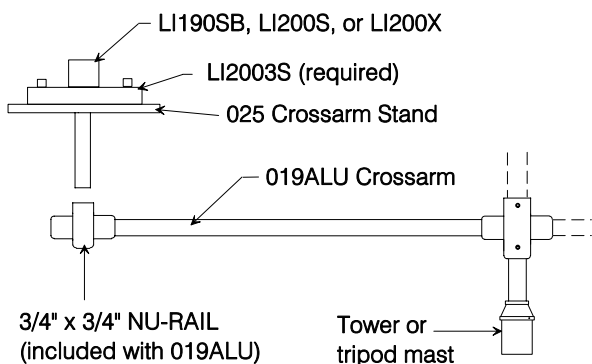 LI190SB, LI200S, or LI200X
LI2003S (required)
025 Crossarm Stand
019ALU Crossarm
3/4" x 3/4" NU-RAIL
(included with 019ALU)
Tower or
tripod mast